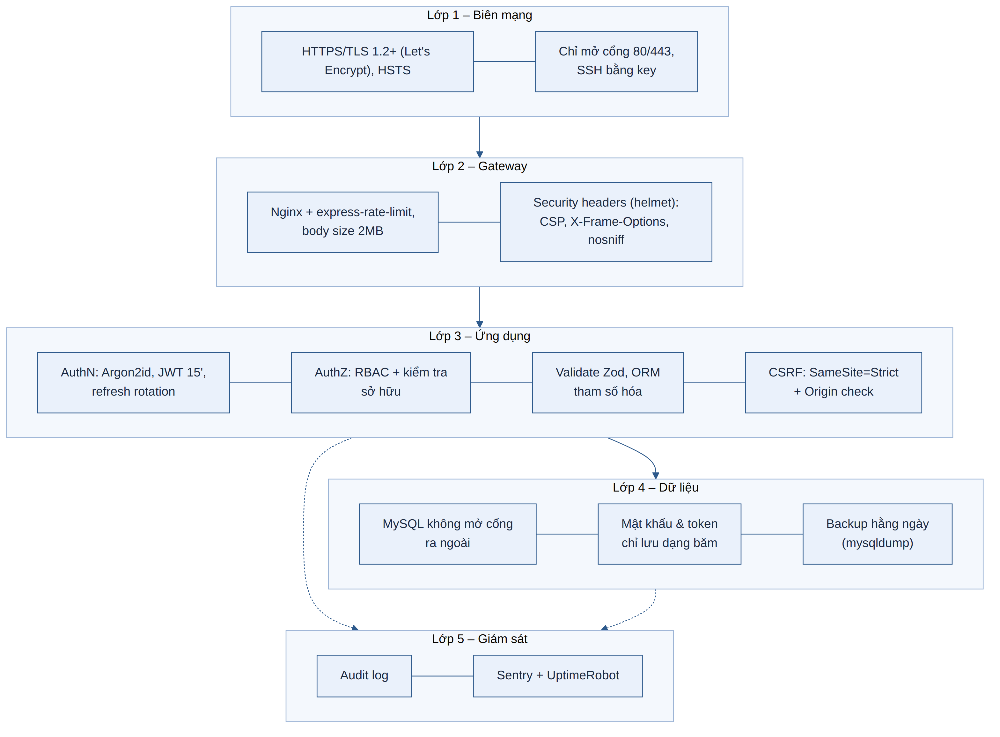 Lớp 1 – Biên mạng
HTTPS/TLS 1.2+ (Let's
Encrypt), HSTS
Chỉ mở cổng 80/443,
SSH bằng key
Lớp 2 – Gateway
Nginx + express-rate-limit,
body size 2MB
Security headers (helmet):
CSP, X-Frame-Options,
nosniff
Lớp 3 – Ứng dụng
AuthN: Argon2id, JWT 15',
refresh rotation
AuthZ: RBAC + kiểm tra
sở hữu
Validate Zod, ORM
tham số hóa
CSRF: SameSite=Strict
+ Origin check
Lớp 4 – Dữ liệu
MySQL không mở cổng
ra ngoài
Mật khẩu & token
chỉ lưu dạng băm
Backup hằng ngày
(mysqldump)
Lớp 5 – Giám sát
Audit log
Sentry + UptimeRobot